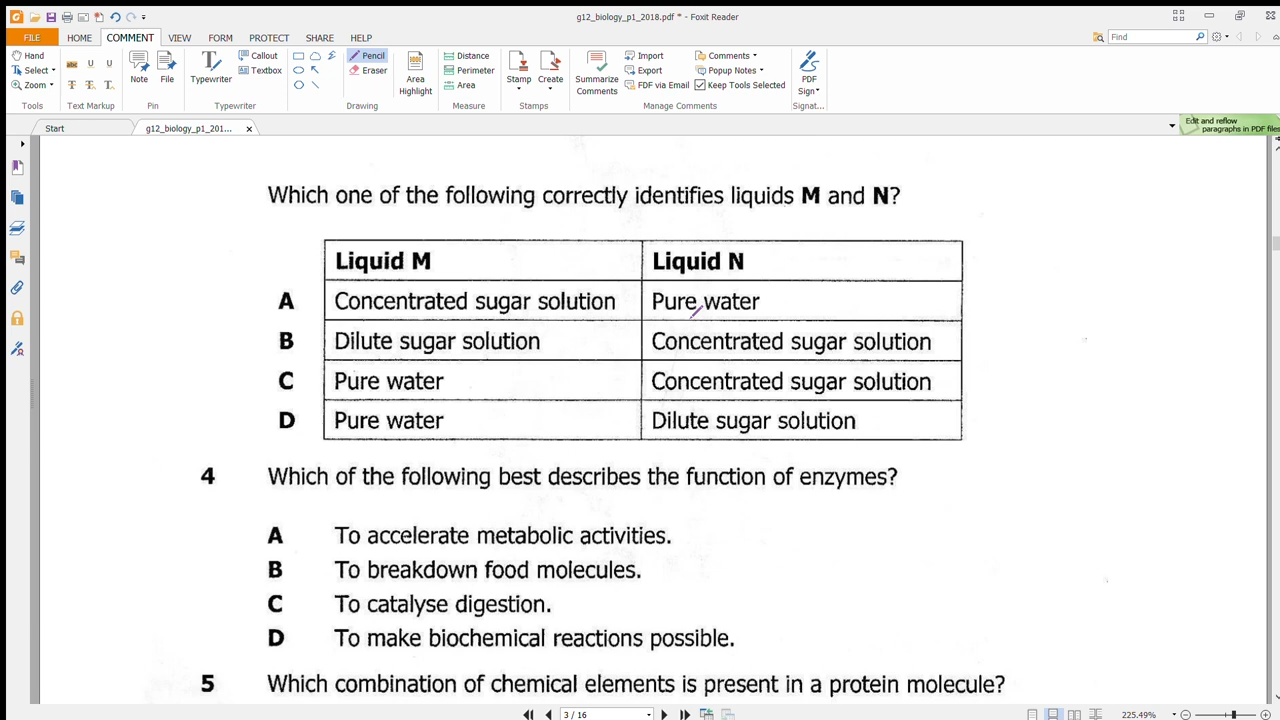 g12_biology_p1_2018.pdf * - Foxit Reader
FILE HOME COMMENT VIEW FORM PROTECT SHARE HELP
Find
Hand
Select
Zoom
Tools
Text Markup
Note
File
Pin
Typewriter
Callout
Textbox
Typewriter
Pencil
Eraser
Drawing
Area Highlight
Distance
Perimeter
Area
Measure
Stamp
Create
Stamps
Summarize Comments
Import
Export
FDF via Email
Comments
Popup Notes
Keep Tools Selected
Manage Comments
PDF Sign
Signat...
Start
g12_biology_p1_201...
Edit and reflow
paragraphs in PDF files
Which one of the following correctly identifies liquids M and N?
Liquid M Liquid N
A Concentrated sugar solution Pure water
B Dilute sugar solution Concentrated sugar solution
C Pure water Concentrated sugar solution
D Pure water Dilute sugar solution
4 Which of the following best describes the function of enzymes?
A To accelerate metabolic activities.
B To breakdown food molecules.
C To catalyse digestion.
D To make biochemical reactions possible.
5 Which combination of chemical elements is present in a protein molecule?
3 / 16
225.49%